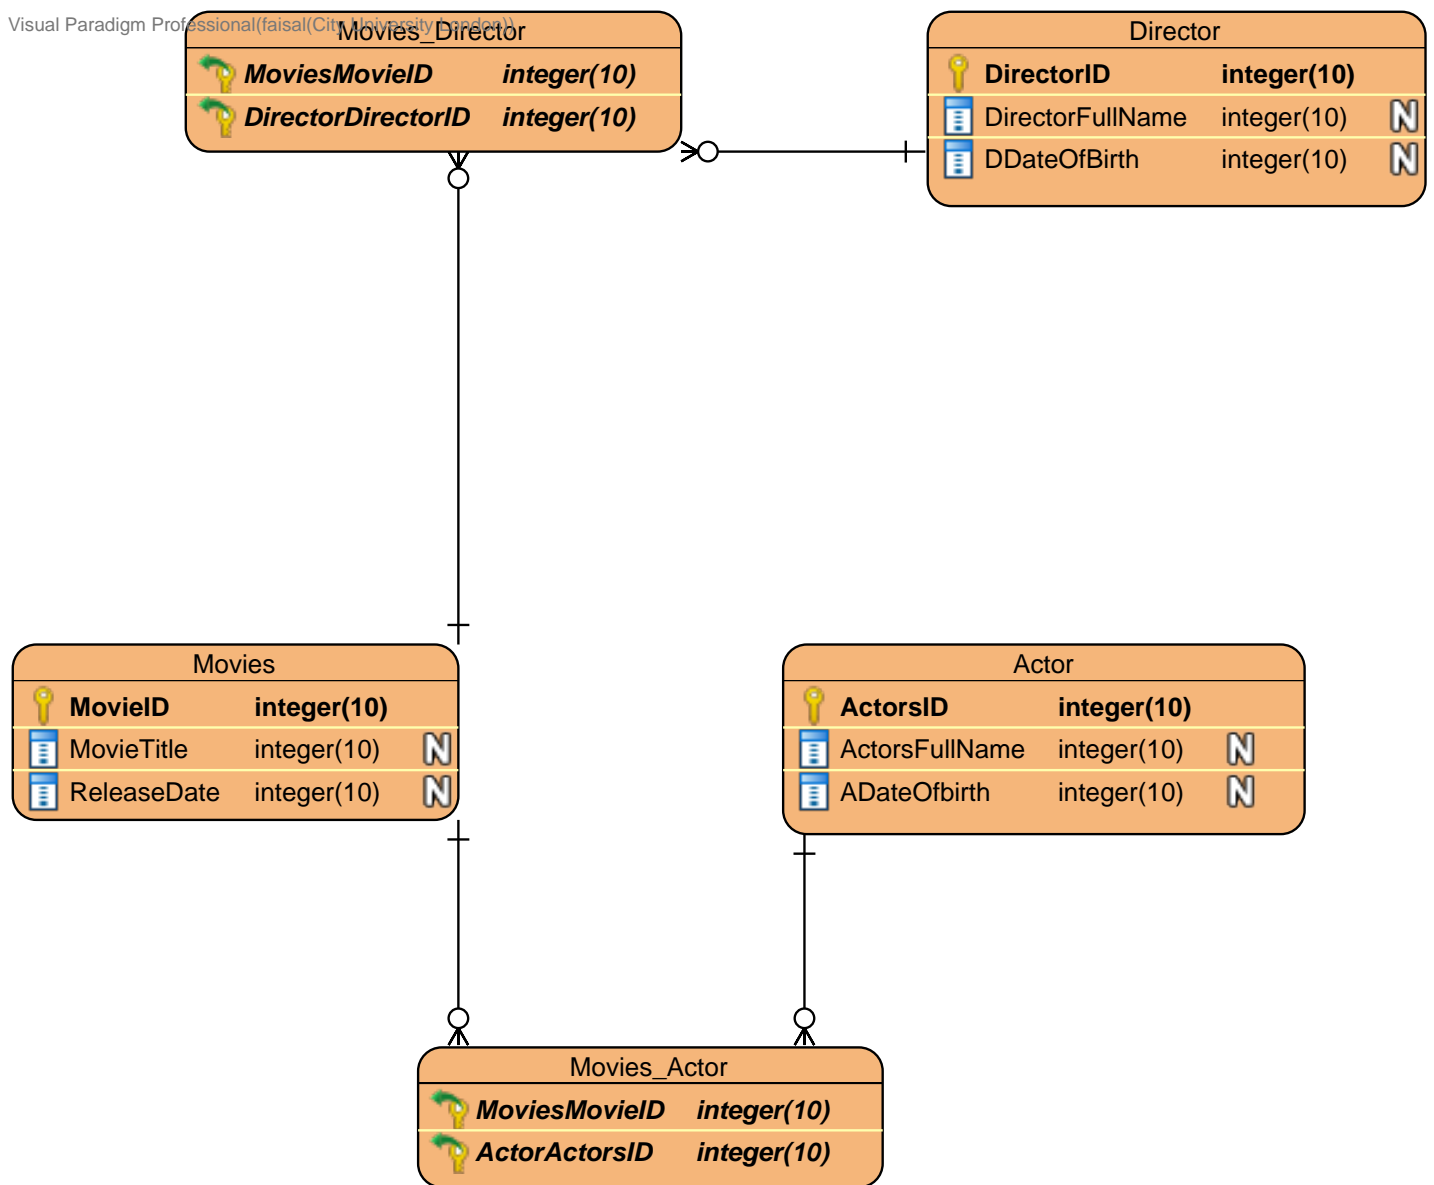 Visual Paradigm Professional(faisal(City University London))
Movies_Director
MoviesMovieID integer(10)
DirectorDirectorID integer(10)
Director
DirectorID integer(10)
DirectorFullName integer(10) N
DDateOfBirth integer(10) N
Movies
MovieID integer(10)
MovieTitle integer(10) N
ReleaseDate integer(10) N
Actor
ActorsID integer(10)
ActorsFullName integer(10) N
ADateOfbirth integer(10) N
Movies_Actor
MoviesMovieID integer(10)
ActorActorsID integer(10)